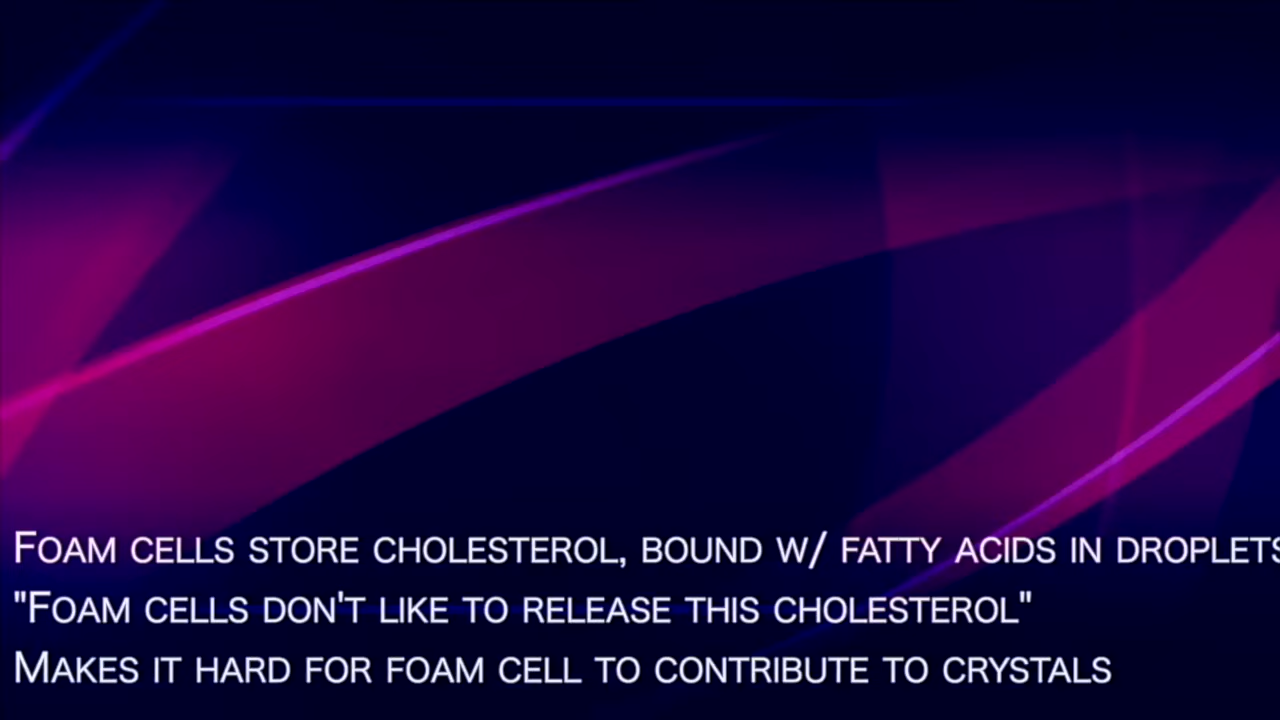 Foam cells store cholesterol, bound w/ fatty acids in droplets
"Foam cells don't like to release this cholesterol"
Makes it hard for foam cell to contribute to crystals